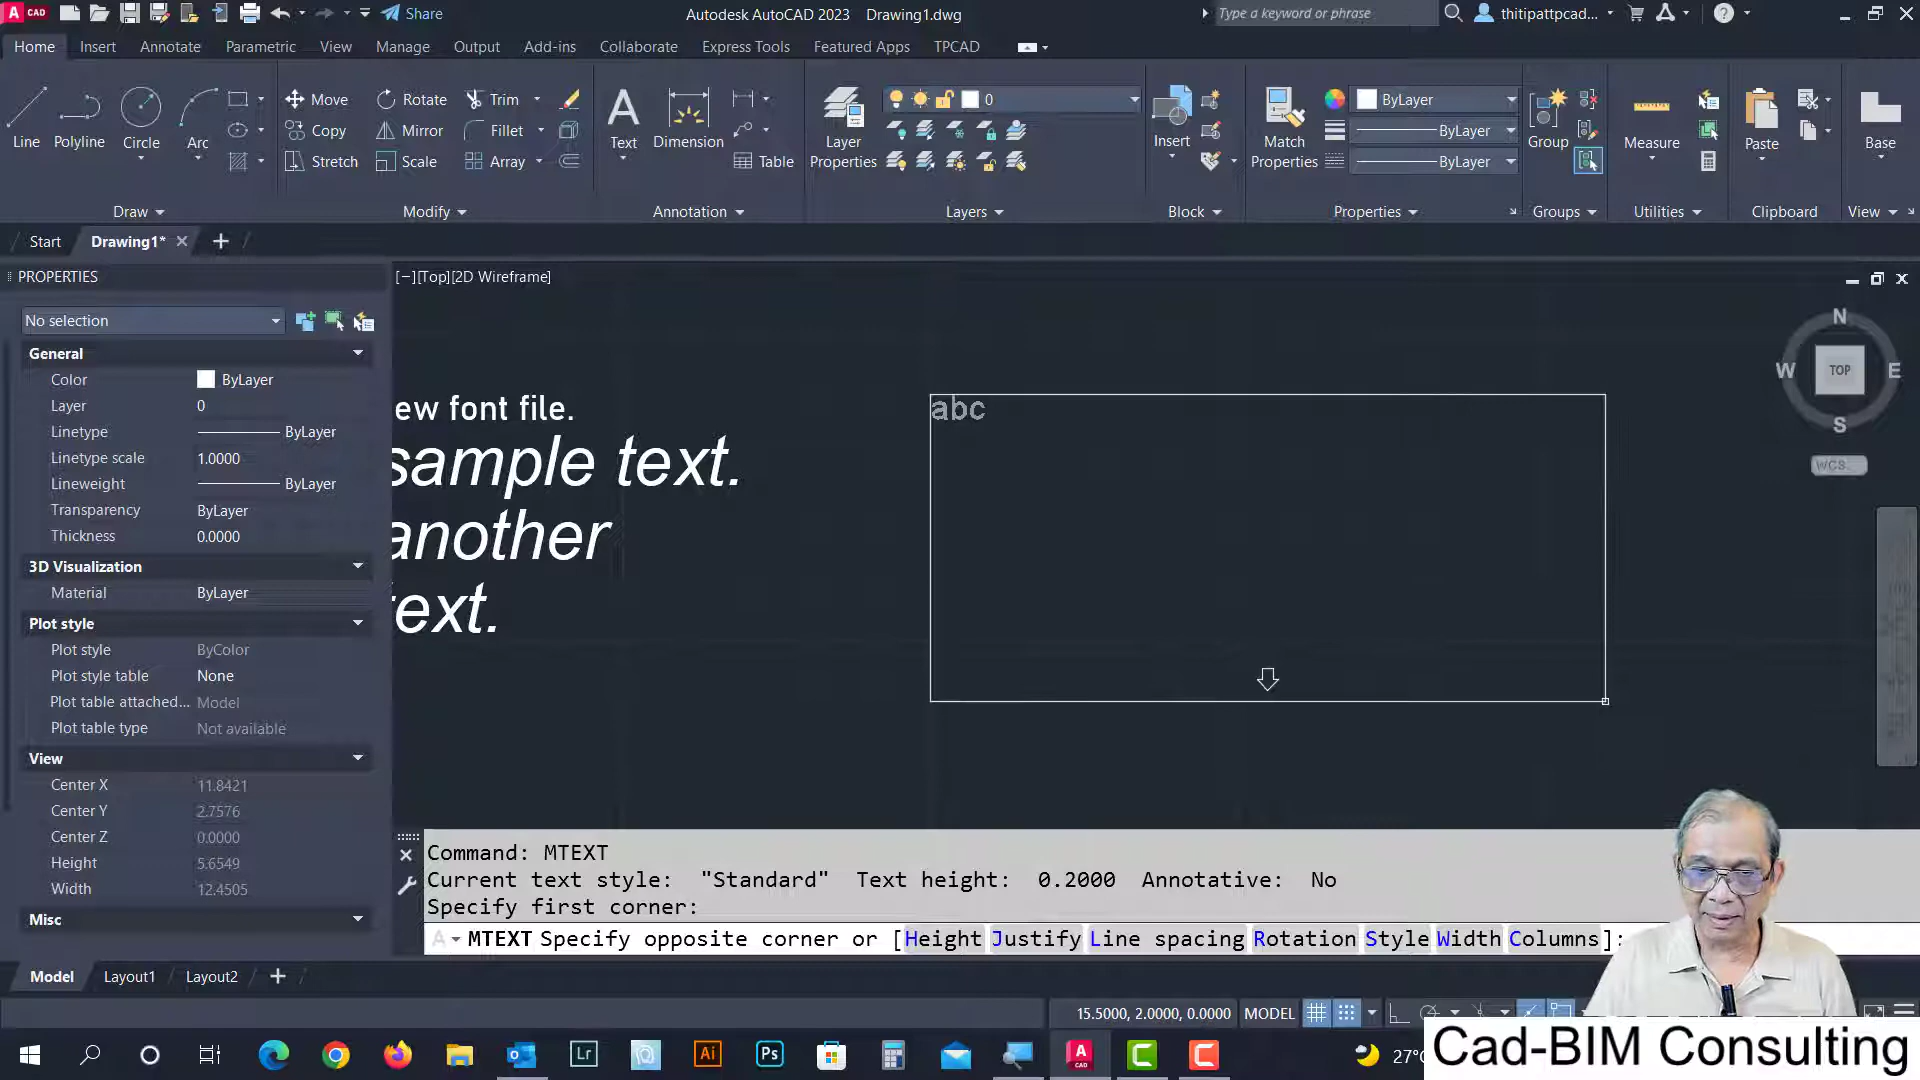 A CAD Share Autodesk AutoCAD 2023 Drawing1.dwg Type a keyword or phrase thitipattpcad...
Home Insert Annotate Parametric View Manage Output Add-ins Collaborate Express Tools Featured Apps TPCAD
Line Polyline Circle Arc
Move Rotate Trim
Copy Mirror Fillet
Stretch Scale Array
Text Dimension Table
Layer Properties 0
Insert
Match Properties ByLayer
ByLayer
ByLayer
Group Measure Paste Base
Draw Modify Annotation Layers Block Properties Groups Utilities Clipboard View
Start Drawing1*
PROPERTIES
[−][Top][2D Wireframe]
No selection
General
Color ByLayer
Layer 0
Linetype ByLayer
Linetype scale 1.0000
Lineweight ByLayer
Transparency ByLayer
Thickness 0.0000
3D Visualization
Material ByLayer
Plot style
Plot style ByColor
Plot style table None
Plot table attached... Model
Plot table type Not available
View
Center X 11.8421
Center Y 2.7576
Center Z 0.0000
Height 5.6549
Width 12.4505
Misc
ew font file.
sample text.
another
text.
abc
N
W TOP E
S
WCS
Command: MTEXT
Current text style: "Standard" Text height: 0.2000 Annotative: No
Specify first corner:
MTEXT Specify opposite corner or [Height Justify Line spacing Rotation Style Width Columns]:
Model Layout1 Layout2
15.5000, 2.0000, 0.0000 MODEL
Lr Ai Ps A CAD C C 27°
Cad-BIM Consulting